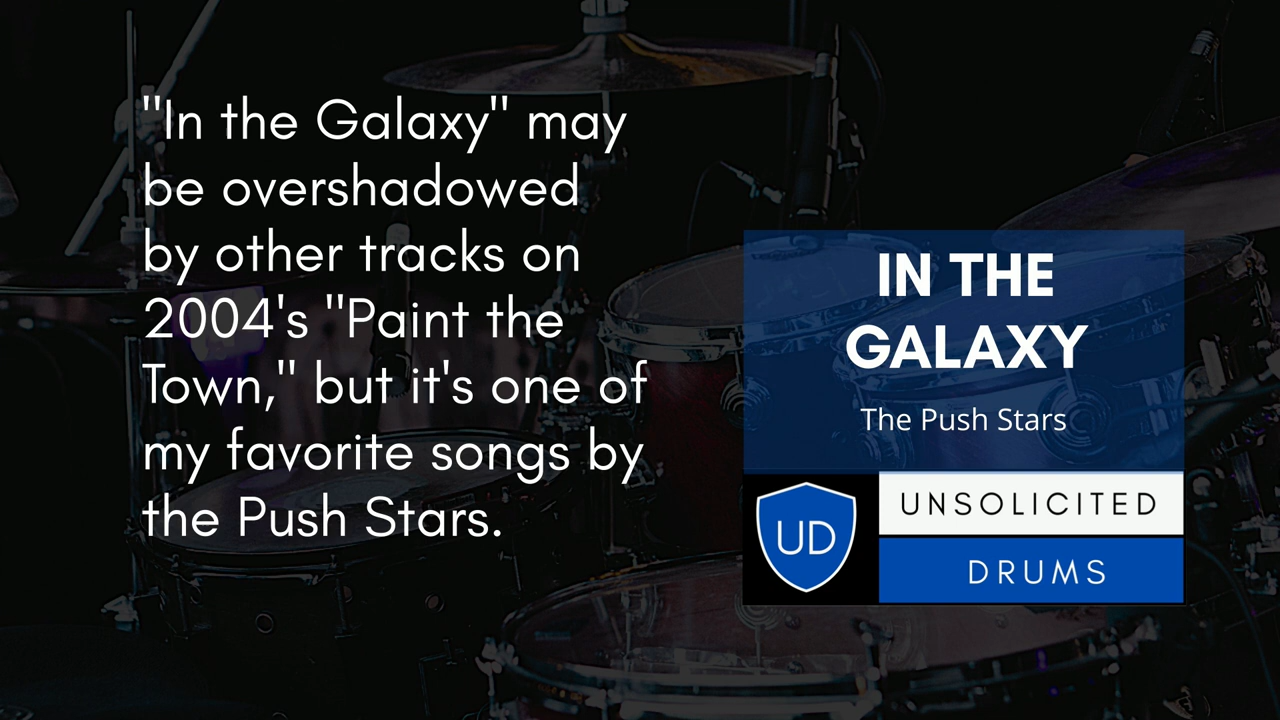 "In the Galaxy" may
be overshadowed
by other tracks on
2004's "Paint the
Town," but it's one of
my favorite songs by
the Push Stars.
IN THE
GALAXY
The Push Stars
UD
UNSOLICITED
DRUMS